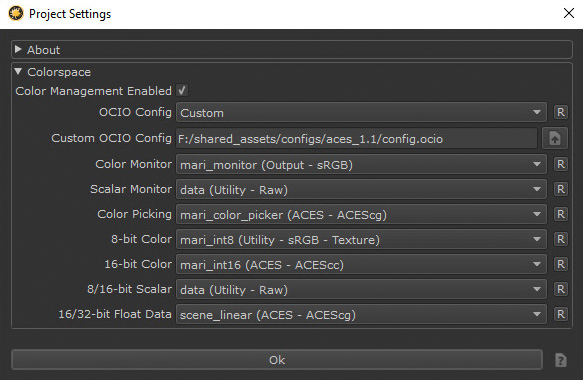 Project Settings
About
Colorspace
Color Management Enabled
OCIO Config Custom R
Custom OCIO Config F:/shared_assets/configs/aces_1.1/config.ocio
Color Monitor mari_monitor (Output - sRGB) R
Scalar Monitor data (Utility - Raw) R
Color Picking mari_color_picker (ACES - ACEScg) R
8-bit Color mari_int8 (Utility - sRGB - Texture) R
16-bit Color mari_int16 (ACES - ACEScc) R
8/16-bit Scalar data (Utility - Raw) R
16/32-bit Float Data scene_linear (ACES - ACEScg) R
Ok ?